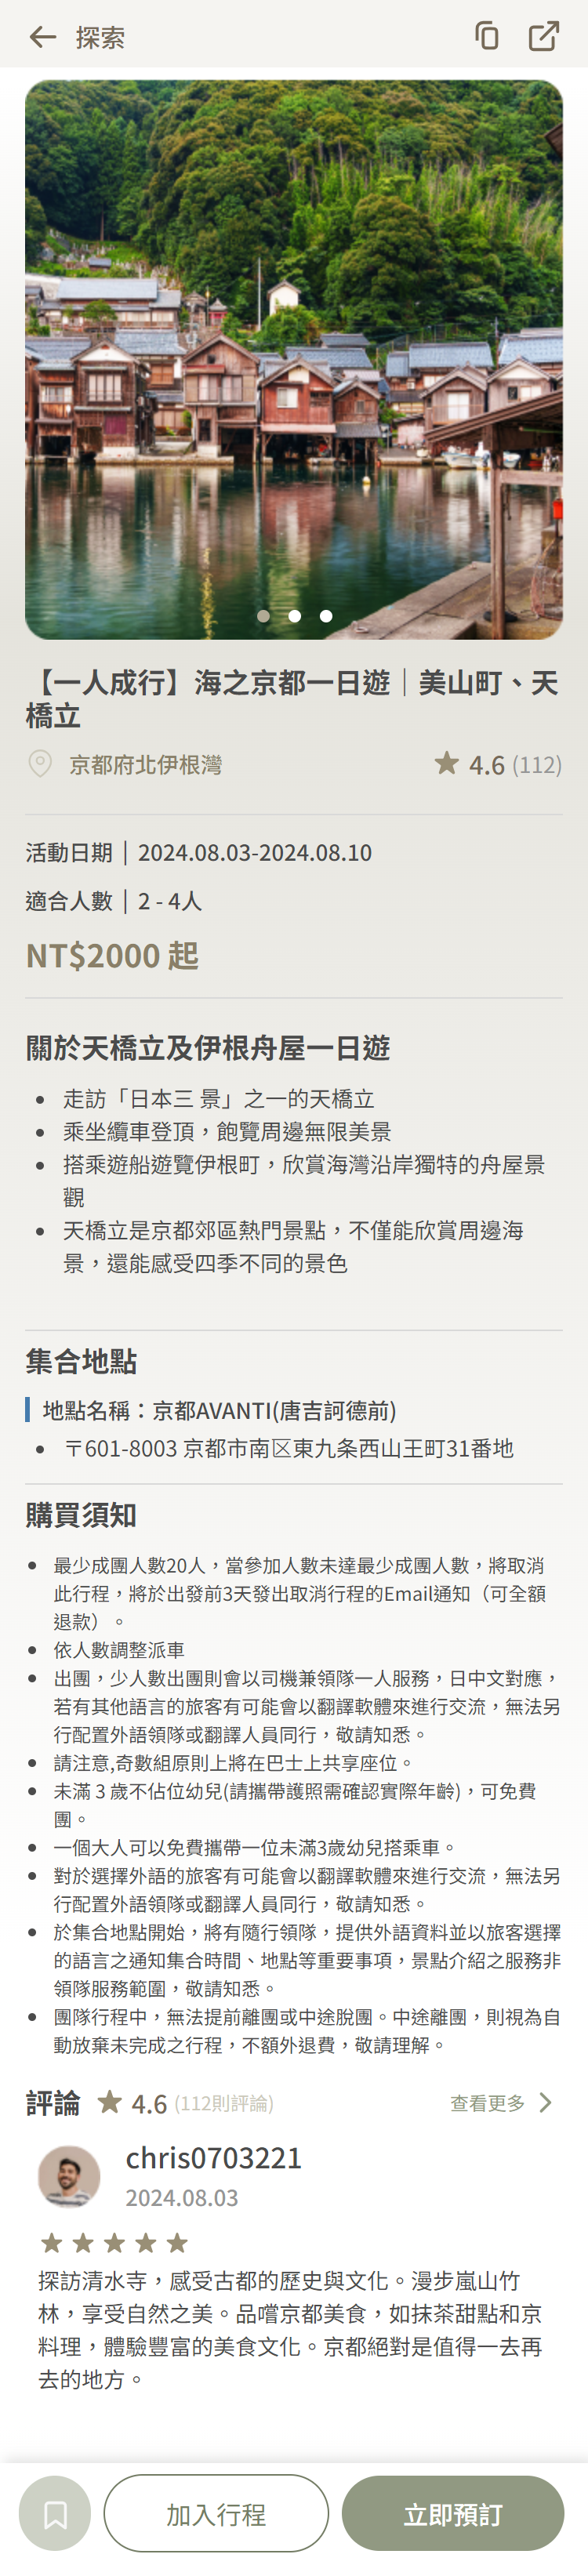 探索
【一人成行】海之京都一日遊｜美山町、天
橋立
京都府北伊根灣
4.6 (112)
活動日期｜2024.08.03-2024.08.10
適合人數｜2 - 4人
NT$2000 起
關於天橋立及伊根舟屋一日遊
• 走訪「日本三 景」之一的天橋立
• 乘坐纜車登頂，飽覽周邊無限美景
• 搭乘遊船遊覽伊根町，欣賞海灣沿岸獨特的舟屋景
觀
• 天橋立是京都郊區熱門景點，不僅能欣賞周邊海
景，還能感受四季不同的景色
集合地點
地點名稱：京都AVANTI(唐吉訶德前)
• 〒601-8003 京都市南区東九条西山王町31番地
購買須知
• 最少成團人數20人，當參加人數未達最少成團人數，將取消
此行程，將於出發前3天發出取消行程的Email通知（可全額
退款）。
• 依人數調整派車
• 出團，少人數出團則會以司機兼領隊一人服務，日中文對應，
若有其他語言的旅客有可能會以翻譯軟體來進行交流，無法另
行配置外語領隊或翻譯人員同行，敬請知悉。
• 請注意,奇數組原則上將在巴士上共享座位。
• 未滿 3 歲不佔位幼兒(請攜帶護照需確認實際年齡)，可免費
團。
• 一個大人可以免費攜帶一位未滿3歲幼兒搭乘車。
• 對於選擇外語的旅客有可能會以翻譯軟體來進行交流，無法另
行配置外語領隊或翻譯人員同行，敬請知悉。
• 於集合地點開始，將有隨行領隊，提供外語資料並以旅客選擇
的語言之通知集合時間、地點等重要事項，景點介紹之服務非
領隊服務範圍，敬請知悉。
• 團隊行程中，無法提前離團或中途脫團。中途離團，則視為自
動放棄未完成之行程，不額外退費，敬請理解。
評論 4.6 (112則評論) 查看更多
chris0703221
2024.08.03
探訪清水寺，感受古都的歷史與文化。漫步嵐山竹
林，享受自然之美。品嚐京都美食，如抹茶甜點和京
料理，體驗豐富的美食文化。京都絕對是值得一去再
去的地方。
加入行程
立即預訂